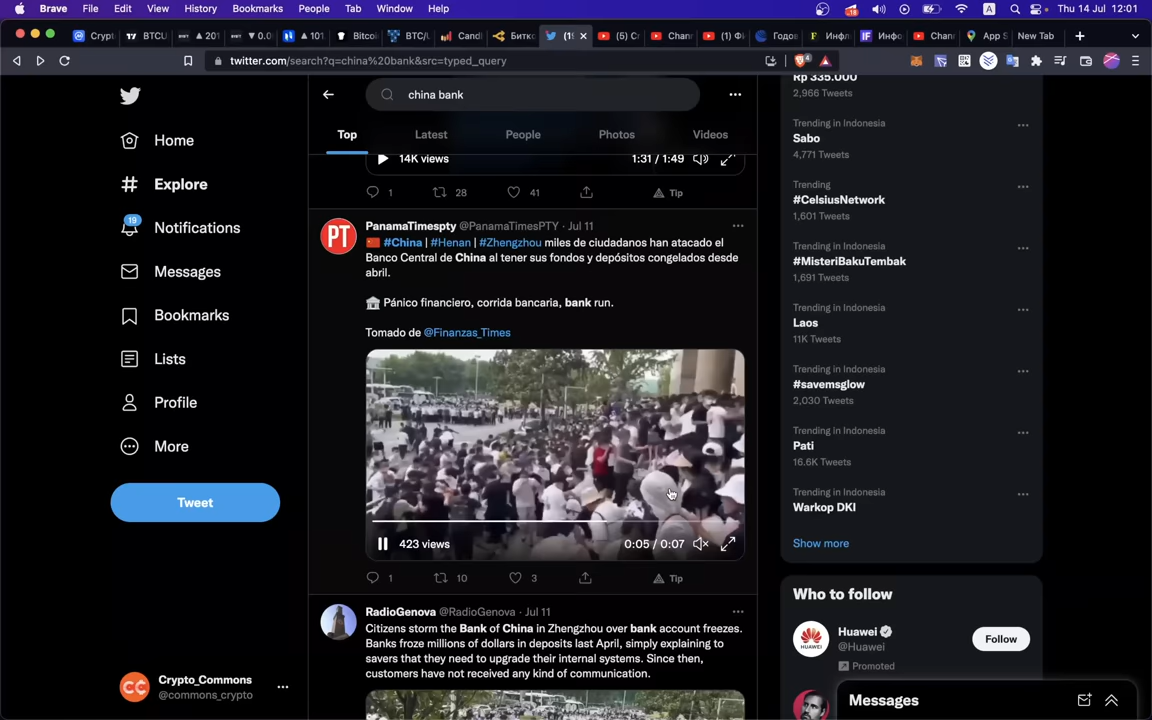 Brave File Edit View History Bookmarks People Tab Window Help A Thu 14 Jul 12:01
Crypt BTCU 201 0.0 101 Bitcoi BTC/ Candl Битко (19 (5) C Chan (1) Ф Годов Инфл IF Инфо Chan App S New Tab
twitter.com/search?q=china%20bank&src=typed_query
china bank
Top Latest People Photos Videos
Home
Explore
19
Notifications
Messages
Bookmarks
Lists
Profile
More
Tweet
Crypto_Commons
@commons_crypto
14K views 1:31 / 1:49
1 28 41 Tip
PT
PanamaTimespty @PanamaTimesPTY · Jul 11
#China | #Henan | #Zhengzhou miles de ciudadanos han atacado el
Banco Central de China al tener sus fondos y depósitos congelados desde
abril.
Pánico financiero, corrida bancaria, bank run.
Tomado de @Finanzas_Times
423 views 0:05 / 0:07
1 10 3 Tip
RadioGenova @RadioGenova · Jul 11
Citizens storm the Bank of China in Zhengzhou over bank account freezes.
Banks froze millions of dollars in deposits last April, simply explaining to
savers that they need to upgrade their internal systems. Since then,
customers have not received any kind of communication.
Rp 335.000
2,966 Tweets
Trending in Indonesia
Sabo
4,771 Tweets
Trending
#CelsiusNetwork
1,601 Tweets
Trending in Indonesia
#MisteriBakuTembak
1,691 Tweets
Trending in Indonesia
Laos
11K Tweets
Trending in Indonesia
#savemsglow
2,030 Tweets
Trending in Indonesia
Pati
16.6K Tweets
Trending in Indonesia
Warkop DKI
Show more
Who to follow
HUAWEI
Huawei
@Huawei
Follow
Promoted
Messages